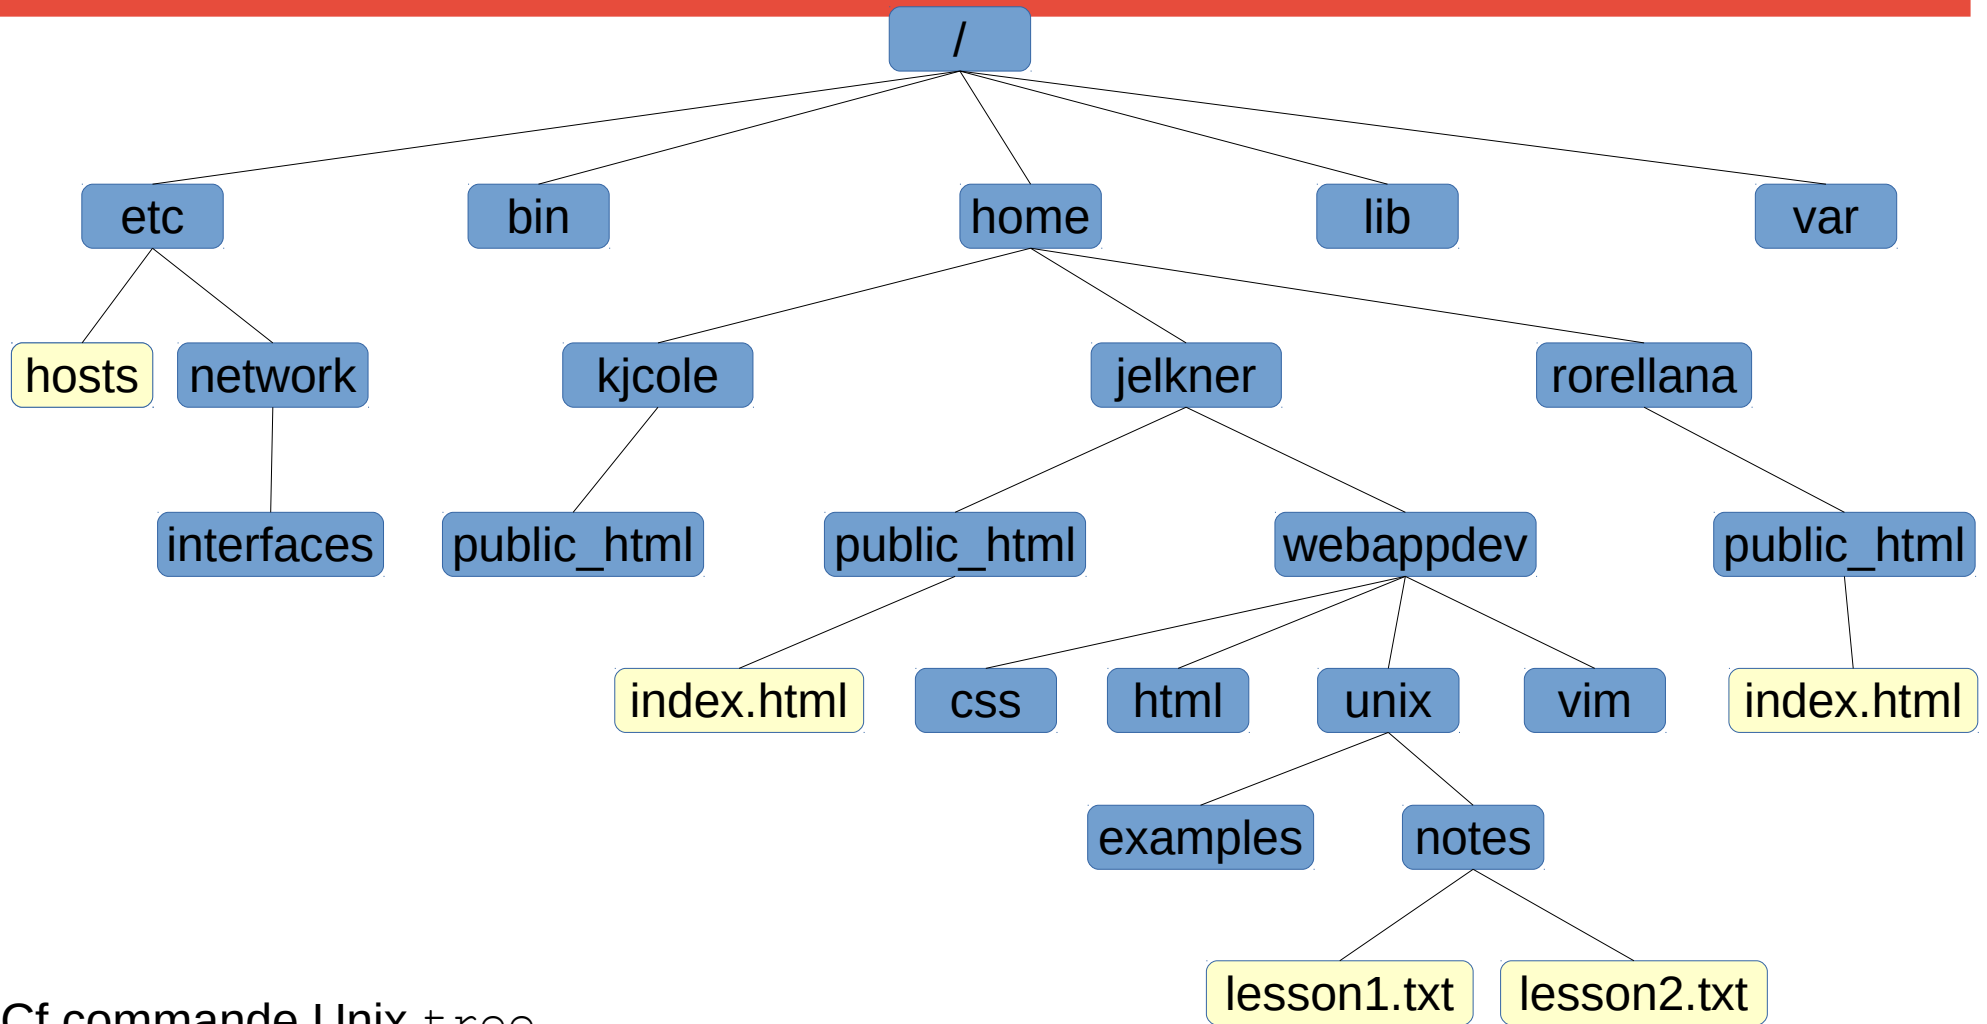 /
etc bin home lib var
hosts network kjcole jelkner rorellana
interfaces public_html public_html webappdev public_html
index.html css html unix vim index.html
examples notes
lesson1.txt lesson2.txt
Cf commande Unix tree